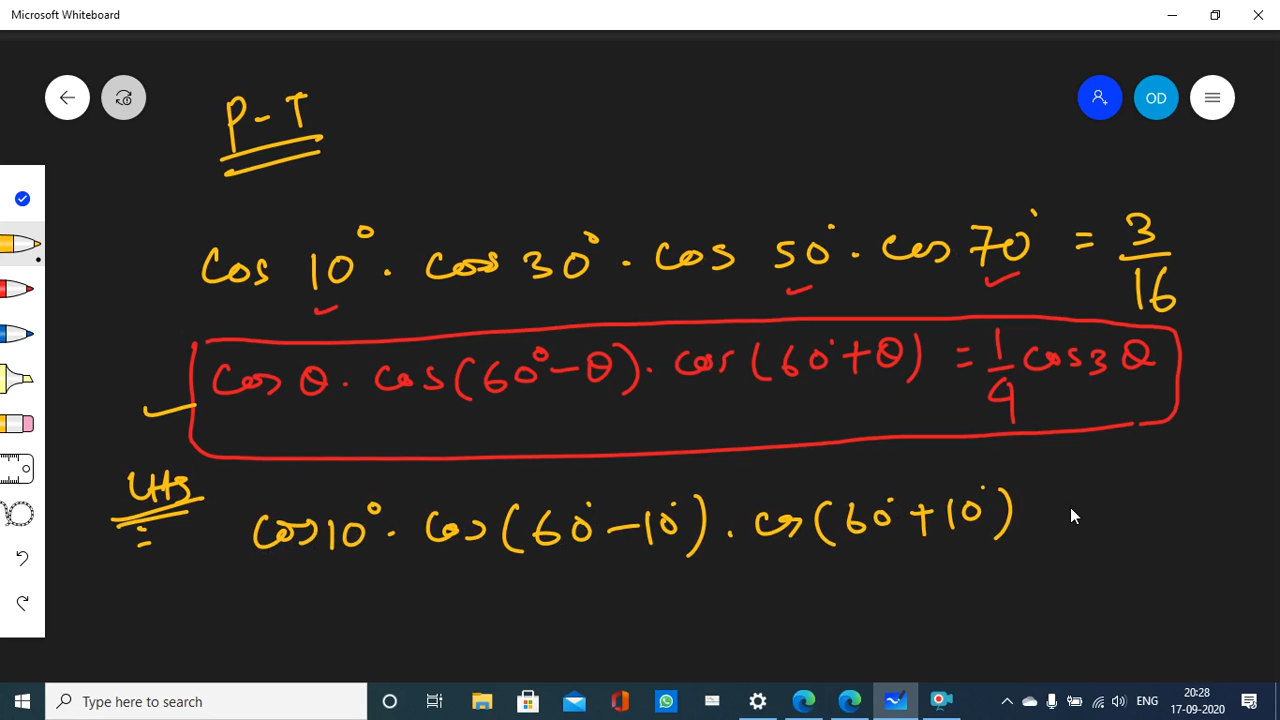 Microsoft Whiteboard
OD
P-T
cos 10° . cos 30° . cos 50° . cos 70° = 3/16
cos θ . cos(60° - θ) . cos(60° + θ) = 1/4 cos 3θ
LHS
cos 10° . cos(60° - 10°) . cos(60° + 10°)
Type here to search
ENG
20:28
17-09-2020